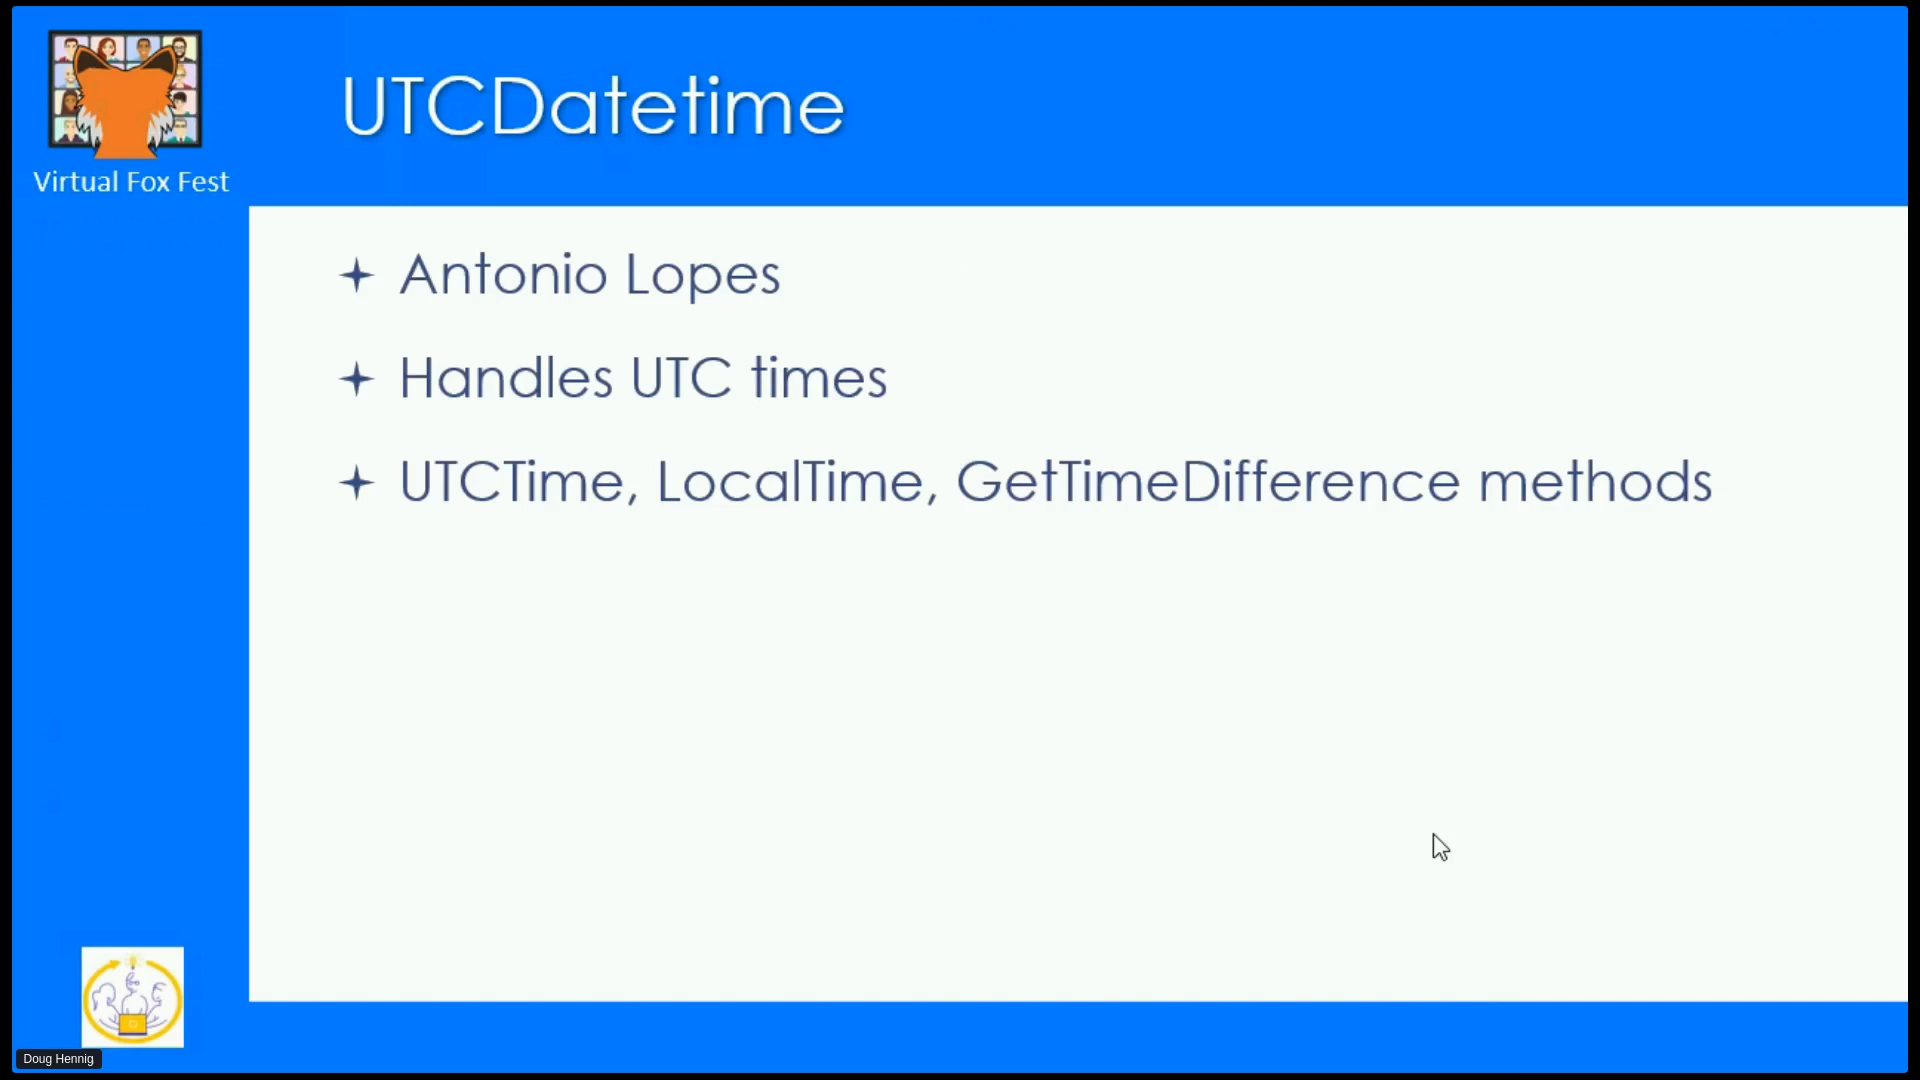 UTCDatetime
Virtual Fox Fest
Antonio Lopes
Handles UTC times
UTCTime, LocalTime, GetTimeDifference methods
Doug Hennig